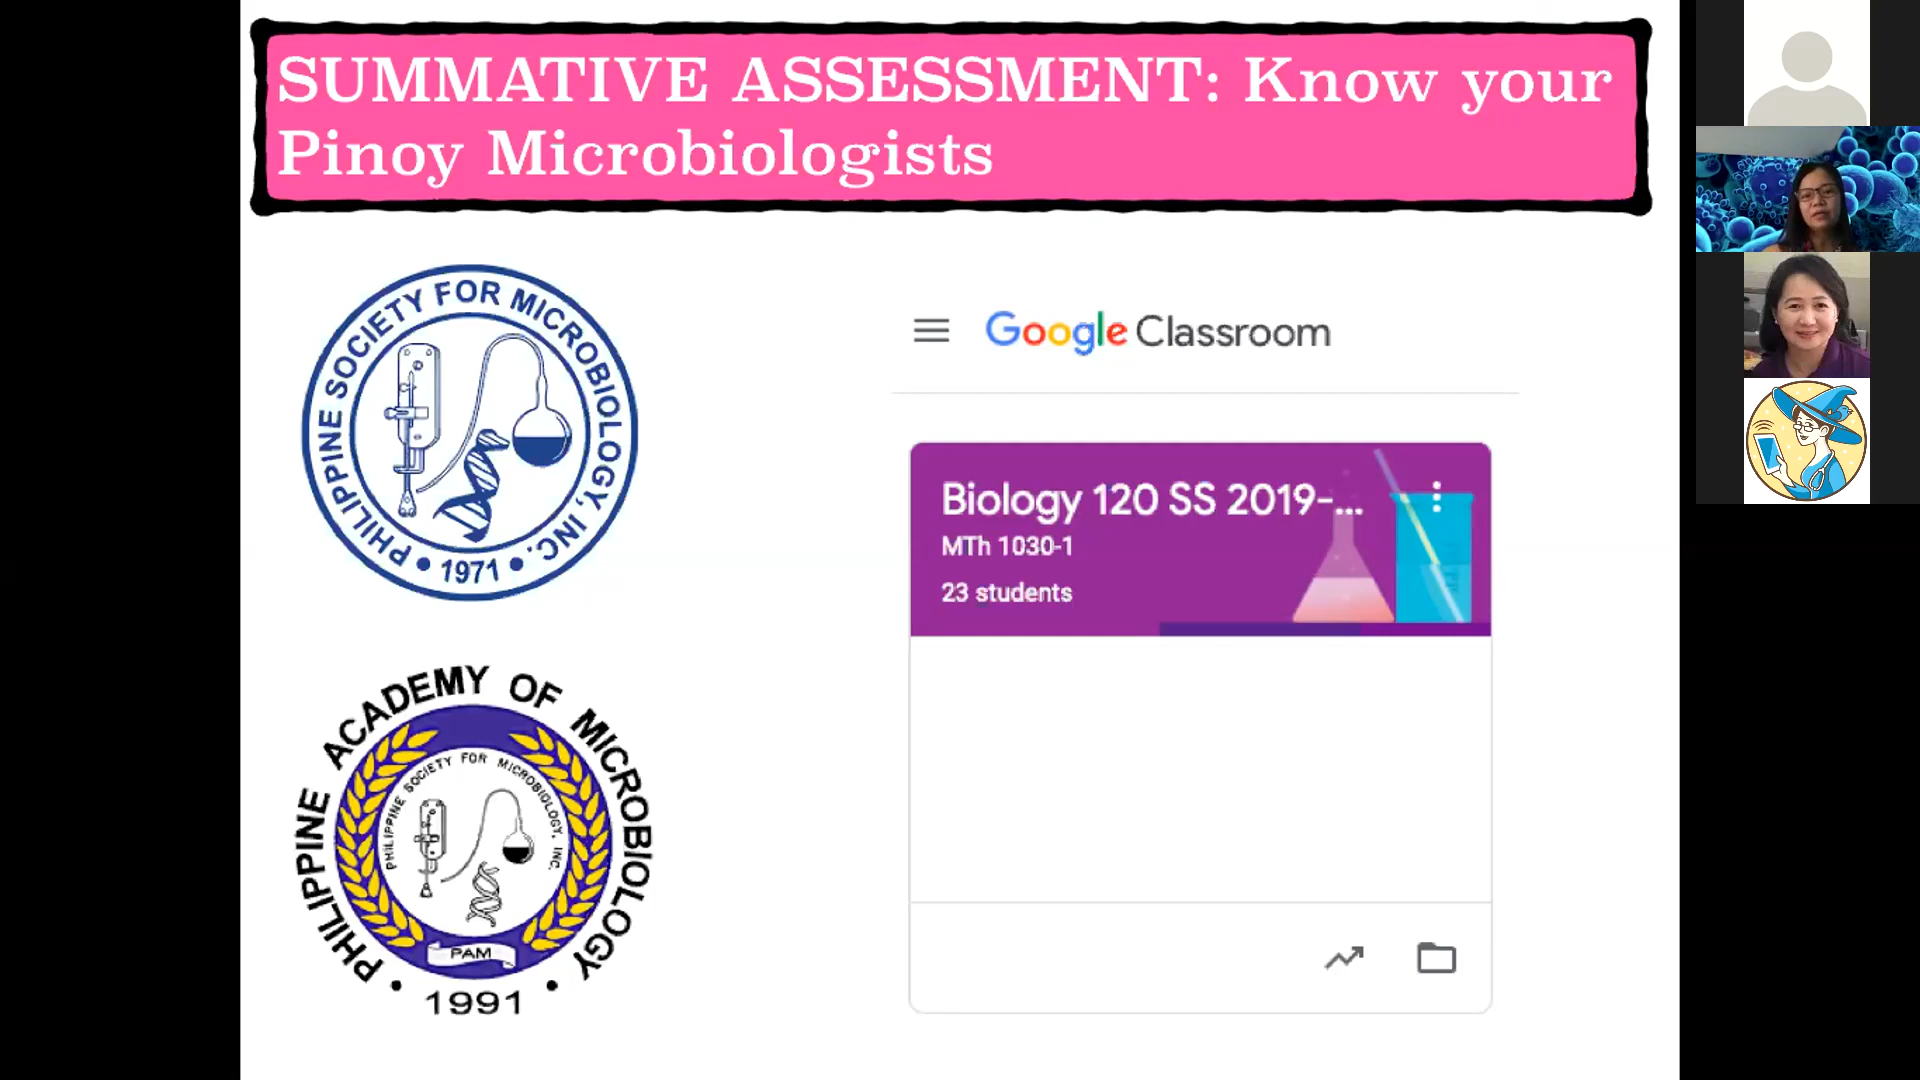 SUMMATIVE ASSESSMENT: Know your
Pinoy Microbiologists
PHILIPPINE SOCIETY FOR MICROBIOLOGY, INC.
• 1971 •
PHILIPPINE ACADEMY OF MICROBIOLOGY
PHILIPPINE SOCIETY FOR MICROBIOLOGY, INC.
PAM
• 1991 •
Google Classroom
Biology 120 SS 2019-...
MTh 1030-1
23 students